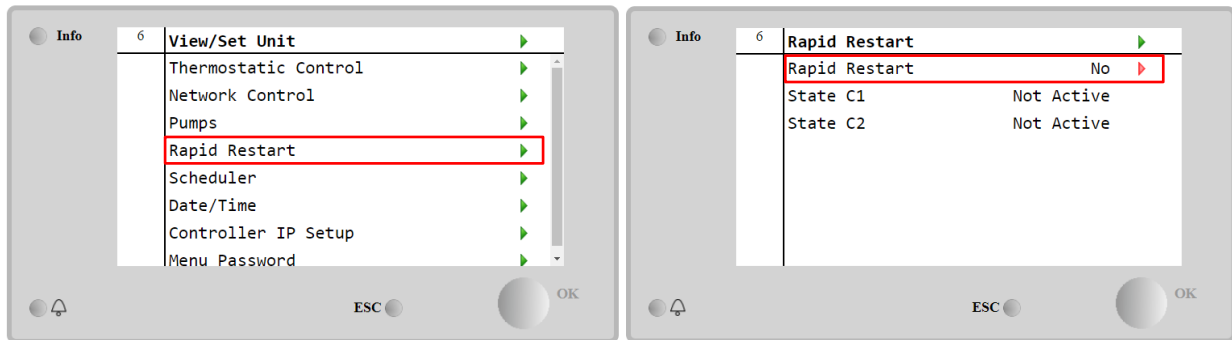 Info
6 View/Set Unit
Thermostatic Control
Network Control
Pumps
Rapid Restart
Scheduler
Date/Time
Controller IP Setup
Menu Password
ESC
OK
Info
6 Rapid Restart
Rapid Restart No
State C1 Not Active
State C2 Not Active
ESC
OK